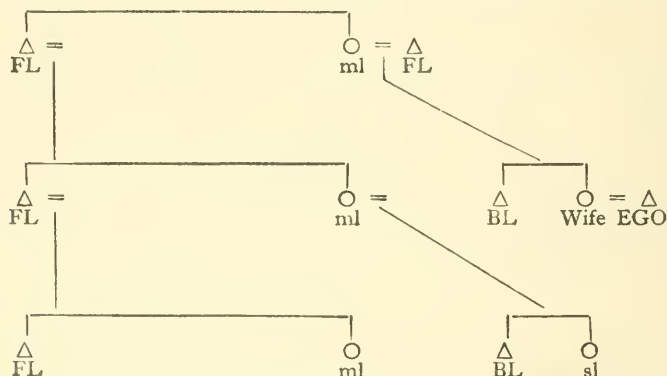 △ = ○ = △
FL ml FL
△ = ○ = △ ○ = △
FL ml BL Wife EGO
△ ○ △ ○
FL ml BL sl